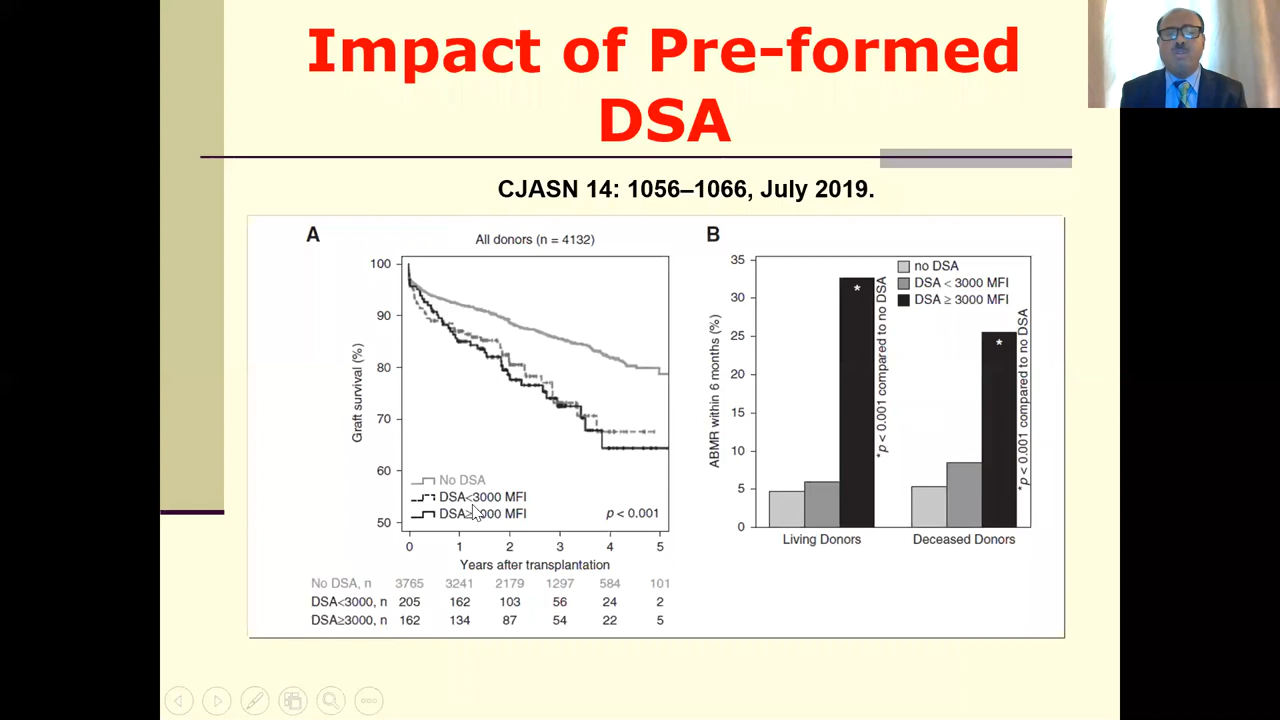 Impact of Pre-formed
DSA
CJASN 14: 1056–1066, July 2019.
A
All donors (n = 4132)
Graft survival (%)
100
90
80
70
60
50
No DSA
DSA<3000 MFI
DSA≥3000 MFI
p < 0.001
0 1 2 3 4 5
Years after transplantation
No DSA, n 3765 3241 2179 1297 584 101
DSA<3000, n 205 162 103 56 24 2
DSA≥3000, n 162 134 87 54 22 5
B
ABMR within 6 months (%)
35
30
25
20
15
10
5
0
no DSA
DSA < 3000 MFI
DSA ≥ 3000 MFI
*
* p < 0.001 compared to no DSA
*
* p < 0.001 compared to no DSA
Living Donors Deceased Donors